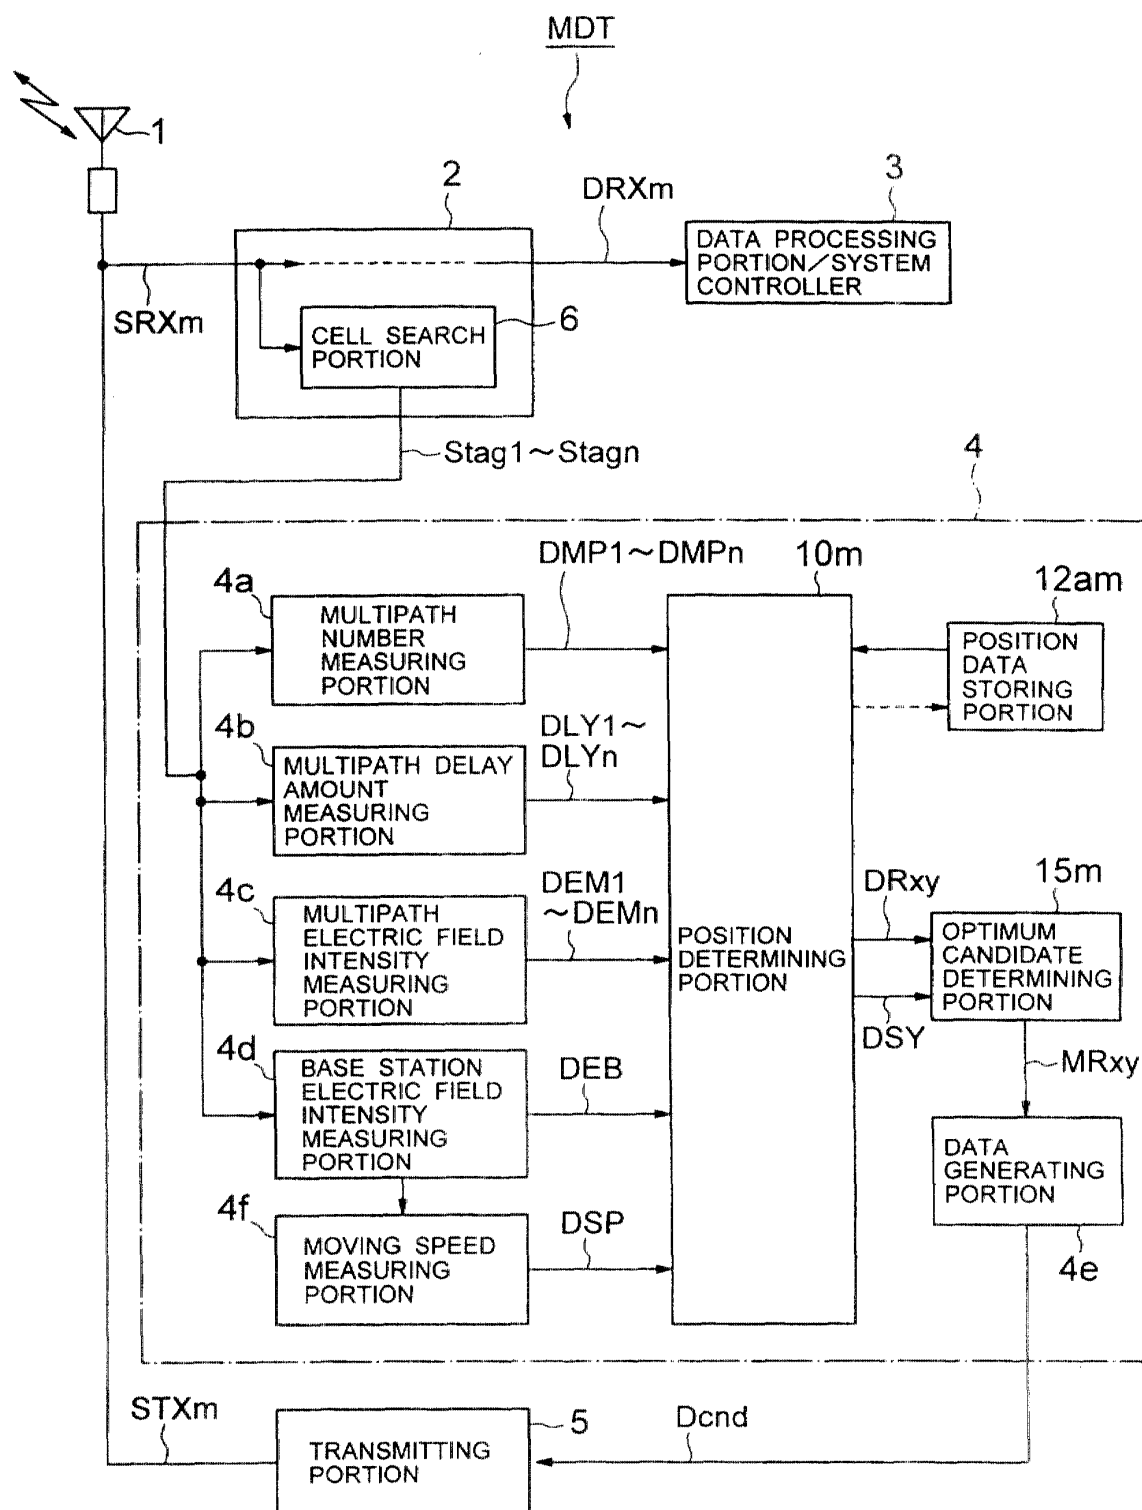 MDT
1
2
DRXm
3
DATA PROCESSING
PORTION/SYSTEM
CONTROLLER
SRXm
CELL SEARCH
PORTION
6
Stag1~Stagn
4
4a
MULTIPATH
NUMBER
MEASURING
PORTION
DMP1~DMPn
10m
12am
POSITION
DATA
STORING
PORTION
4b
MULTIPATH DELAY
AMOUNT
MEASURING
PORTION
DLY1~
DLYn
4c
MULTIPATH
ELECTRIC FIELD
INTENSITY
MEASURING
PORTION
DEM1
~DEMn
POSITION
DETERMINING
PORTION
DRxy
15m
OPTIMUM
CANDIDATE
DETERMINING
PORTION
DSY
4d
BASE STATION
ELECTRIC FIELD
INTENSITY
MEASURING
PORTION
DEB
MRxy
DATA
GENERATING
PORTION
4e
4f
MOVING SPEED
MEASURING
PORTION
DSP
STXm
TRANSMITTING
PORTION
5
Dcnd